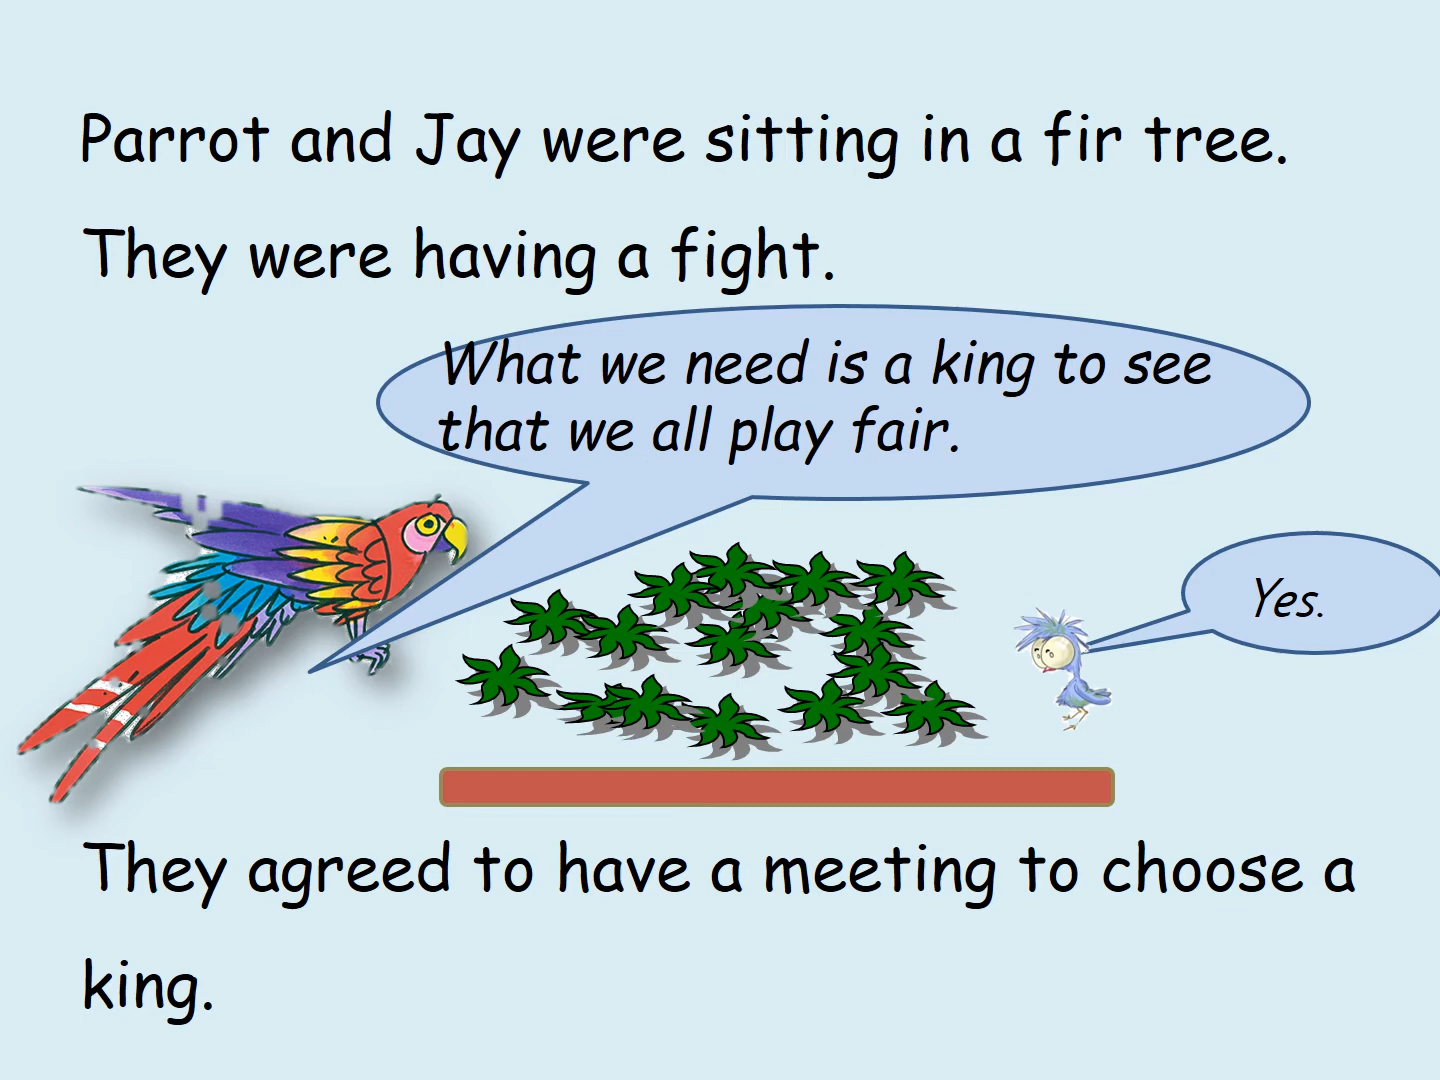 Parrot and Jay were sitting in a fir tree.
They were having a fight.
What we need is a king to see
that we all play fair.
Yes.
They agreed to have a meeting to choose a
king.